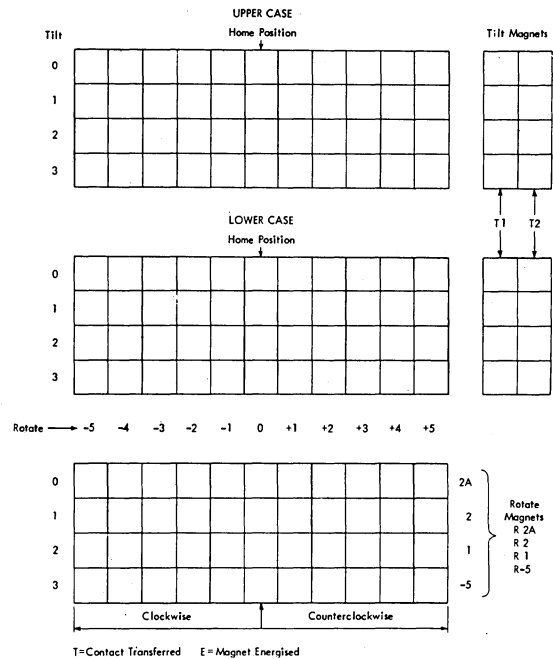 UPPER CASE
Tilt
Home Position
Tilt Magnets
0
1
2
3
T1 T2
LOWER CASE
Home Position
0
1
2
3
Rotate -5 -4 -3 -2 -1 0 +1 +2 +3 +4 +5
0 2A
1 2
2 1
3 -5
Rotate
Magnets
R 2A
R 2
R 1
R-5
Clockwise Counterclockwise
T=Contact Transferred E=Magnet Energised